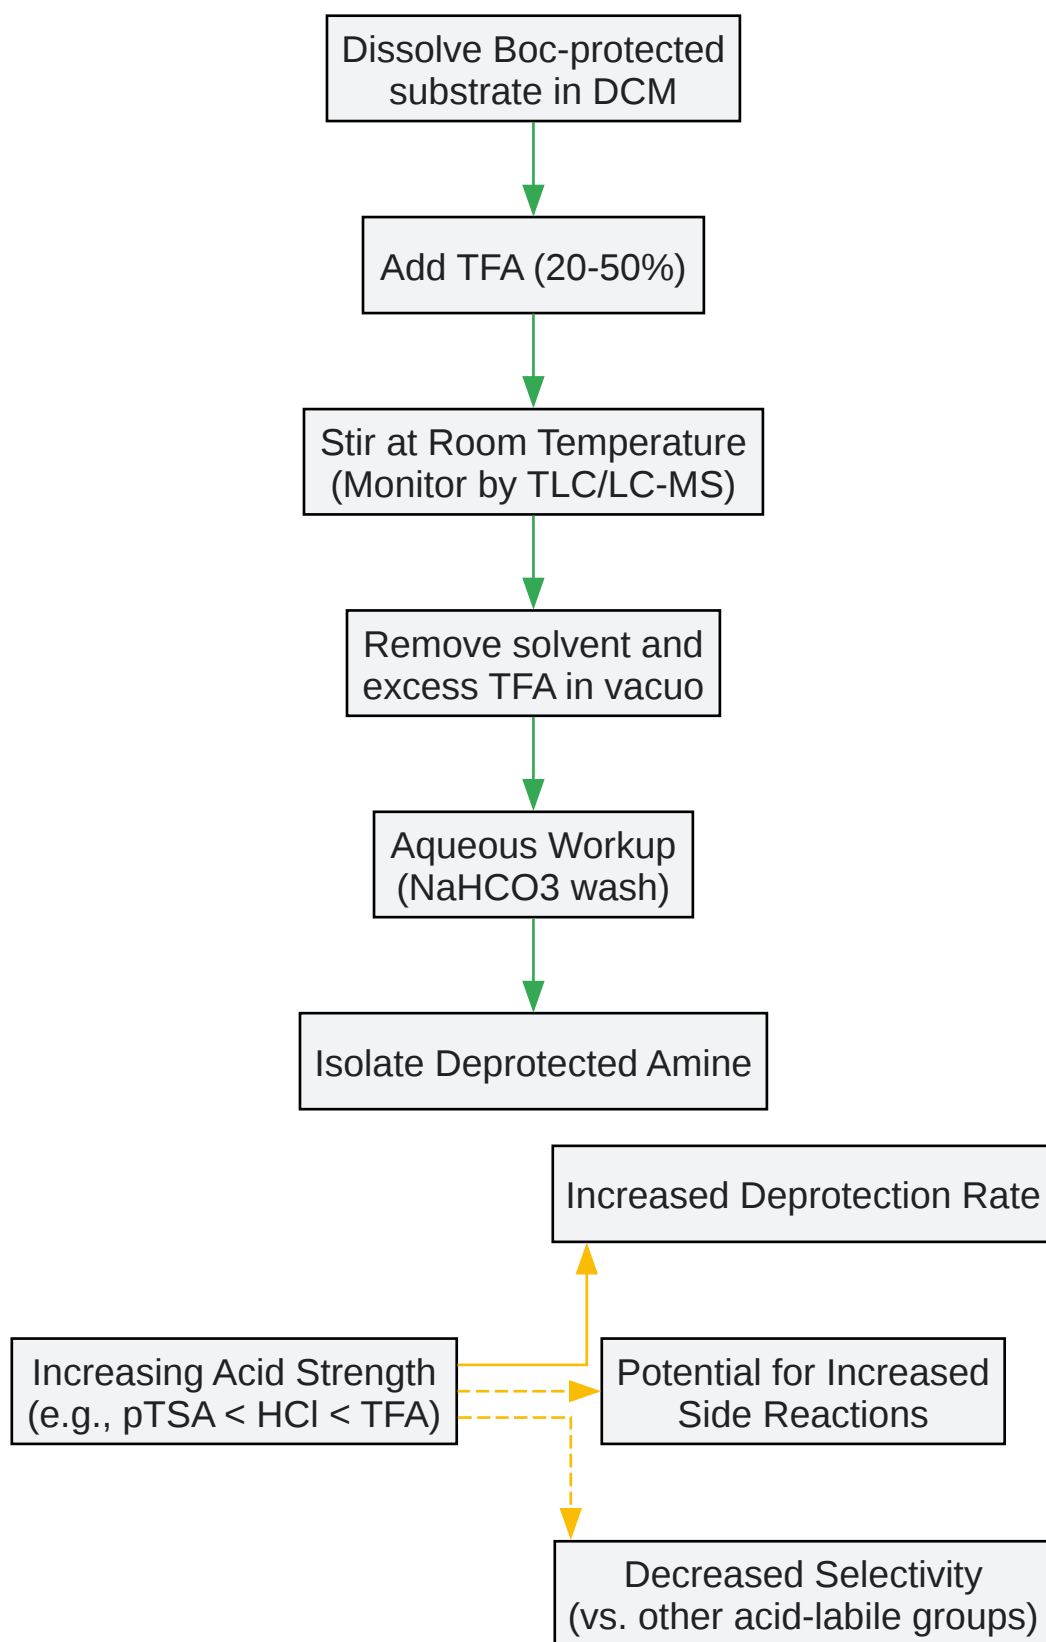 Dissolve Boc-protected
substrate in DCM
Add TFA (20-50%)
Stir at Room Temperature
(Monitor by TLC/LC-MS)
Remove solvent and
excess TFA in vacuo
Aqueous Workup
(NaHCO3 wash)
Isolate Deprotected Amine
Increased Deprotection Rate
Increasing Acid Strength
(e.g., pTSA < HCl < TFA)
Potential for Increased
Side Reactions
Decreased Selectivity
(vs. other acid-labile groups)